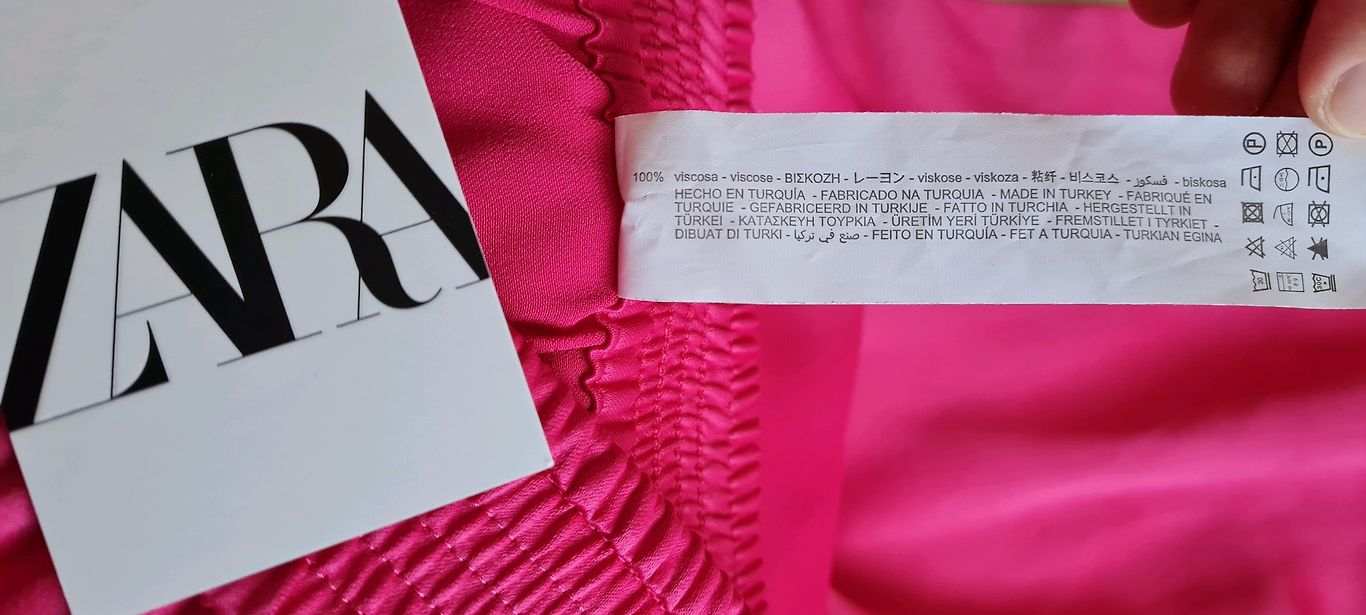 ZARA
100% viscosa - viscose - ΒΙΣΚΟΖΗ - レーヨン - viskose - viskoza - 粘纤 - 비스코스 - فسكوز - biskosa
HECHO EN TURQUÍA - FABRICADO NA TURQUIA - MADE IN TURKEY - FABRIQUÉ EN
TURQUIE - GEFABRICEERD IN TURKIJE - FATTO IN TURCHIA - HERGESTELLT IN
TÜRKEI - ΚΑΤΑΣΚΕΥΗ ΤΟΥΡΚΙΑ - ÜRETİM YERİ TÜRKİYE - FREMSTILLET I TYRKIET -
DIBUAT DI TURKI - صنع في تركيا - FEITO EN TURQUÍA - FET A TURQUIA - TURKIAN EGINA
P P